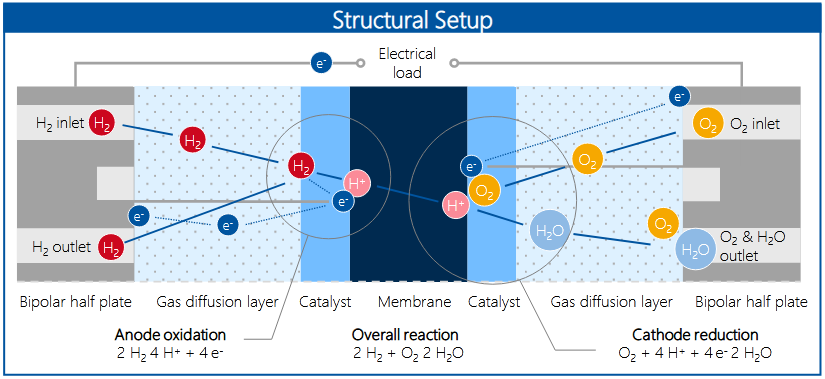 Structural Setup
Electrical
load
e-
e-
H₂ inlet
H₂
H₂
H₂
H⁺
e-
e-
e-
H₂ outlet
H₂
H⁺
e-
O₂
O₂
O₂
O₂ inlet
H₂O
O₂
H₂O
O₂ & H₂O
outlet
Bipolar half plate
Gas diffusion layer
Catalyst
Membrane
Catalyst
Gas diffusion layer
Bipolar half plate
Anode oxidation
2 H₂ 4 H⁺ + 4 e-
Overall reaction
2 H₂ + O₂ 2 H₂O
Cathode reduction
O₂ + 4 H⁺ + 4 e- 2 H₂O